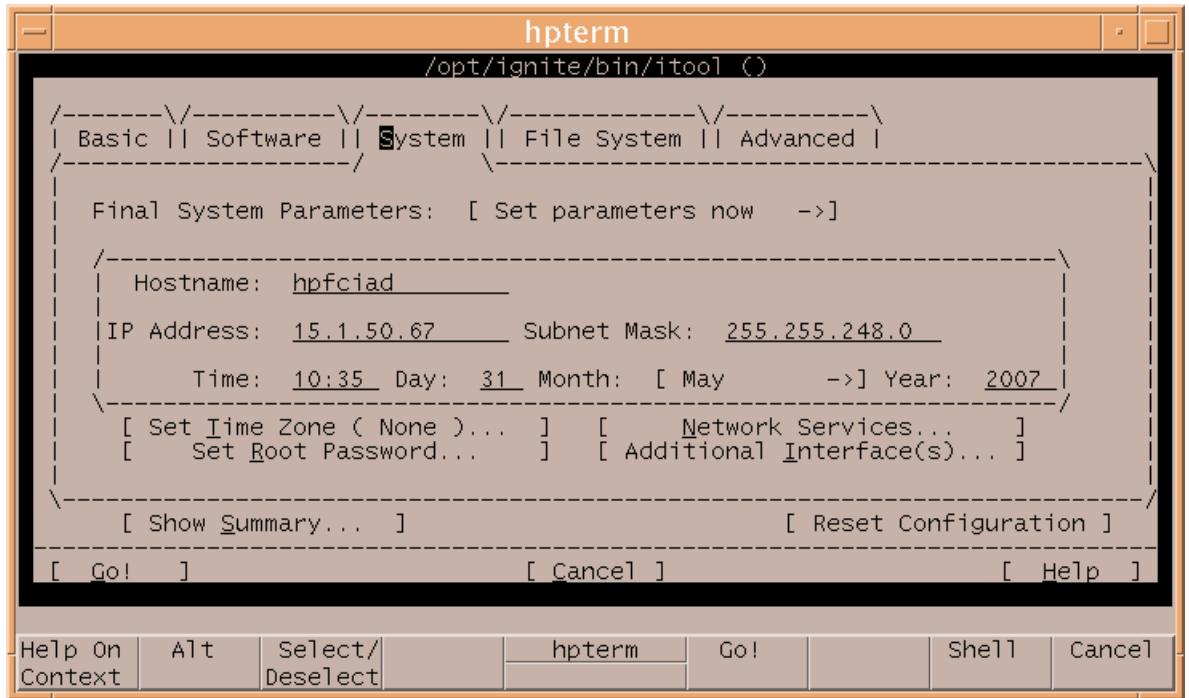 hpterm
/opt/ignite/bin/itool ()
Basic || Software || System || File System || Advanced |
Final System Parameters: [ Set parameters now ->]
Hostname: hpfciad
IP Address: 15.1.50.67 Subnet Mask: 255.255.248.0
Time: 10:35 Day: 31 Month: [ May ->] Year: 2007
[ Set Time Zone ( None )... ] [ Network Services... ]
[ Set Root Password... ] [ Additional Interface(s)... ]
[ Show Summary... ] [ Reset Configuration ]
[ Go! ] [ Cancel ] [ Help ]
Help On Context Alt Select/Deselect hpterm Go! Shell Cancel